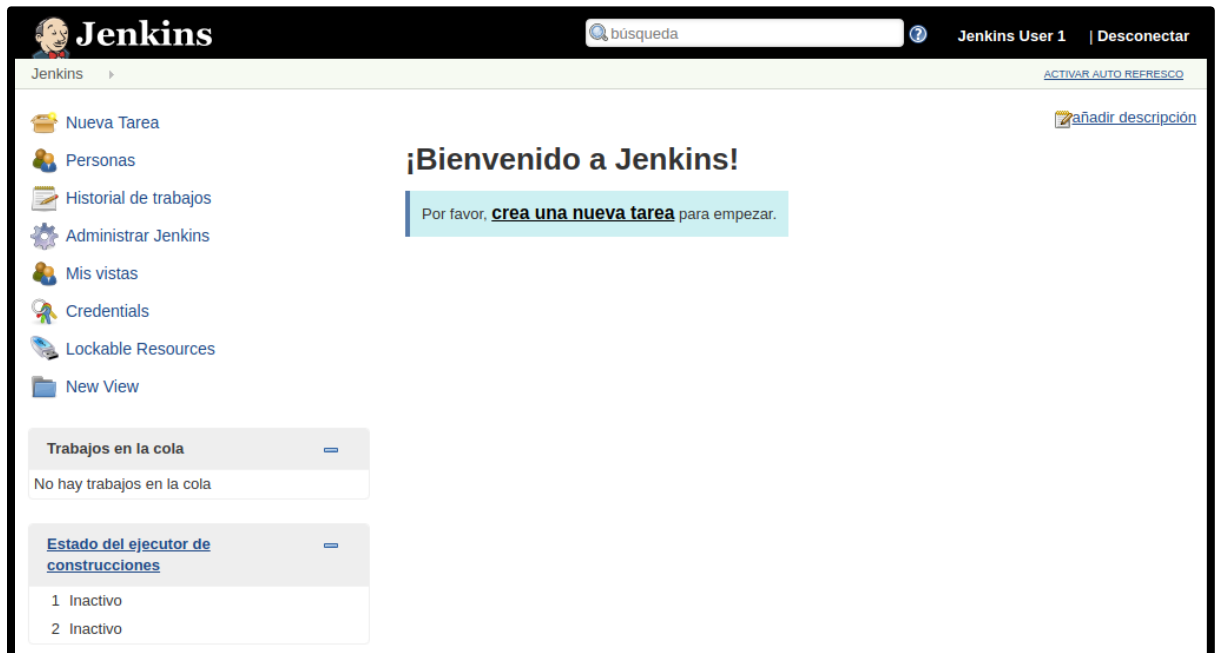 Jenkins
búsqueda
Jenkins User 1 | Desconectar
Jenkins
ACTIVAR AUTO REFRESCO
Nueva Tarea
Personas
Historial de trabajos
Administrar Jenkins
Mis vistas
Credentials
Lockable Resources
New View
Trabajos en la cola
No hay trabajos en la cola
Estado del ejecutor de
construcciones
1 Inactivo
2 Inactivo
añadir descripción
¡Bienvenido a Jenkins!
Por favor, crea una nueva tarea para empezar.